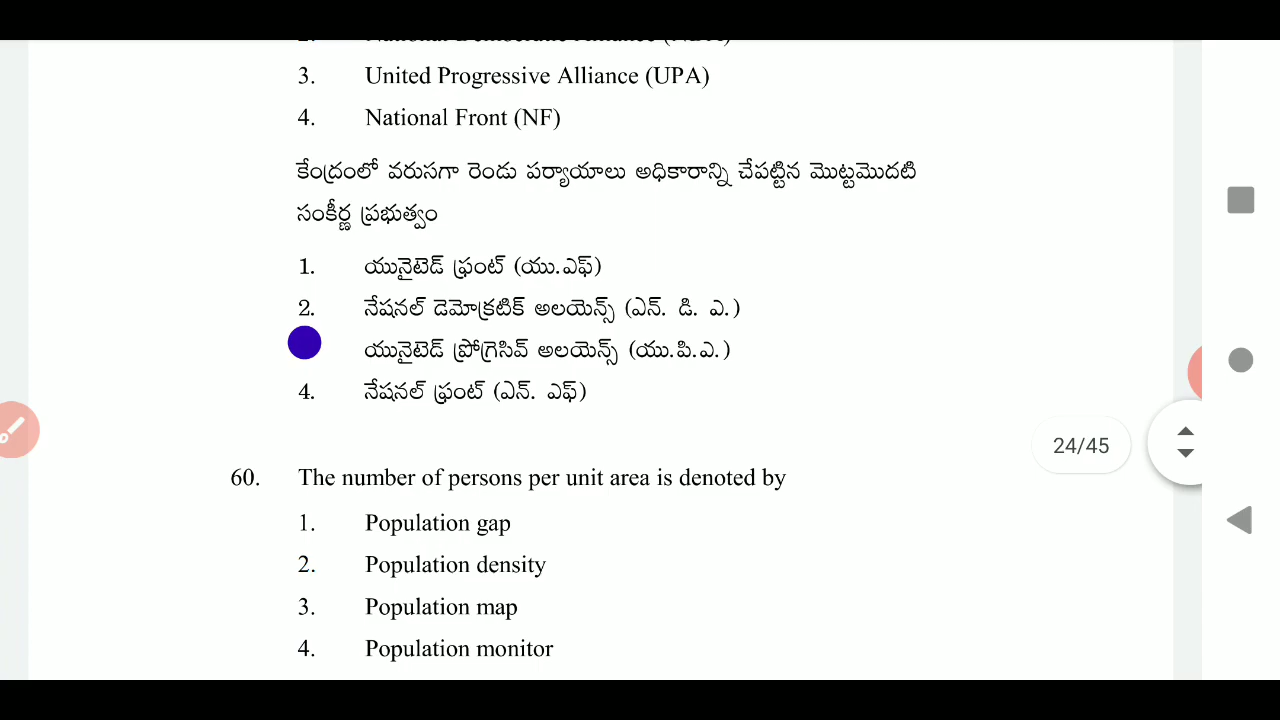 3. United Progressive Alliance (UPA)
4. National Front (NF)
కేంద్రంలో వరుసగా రెండు పర్యాయాలు అధికారాన్ని చేపట్టిన మొట్టమొదటి
సంకీర్ణ ప్రభుత్వం
1. యునైటెడ్ ఫ్రంట్ (యు.ఎఫ్)
2. నేషనల్ డెమోక్రటిక్ అలయెన్స్ (ఎన్. డి. ఎ.)
యునైటెడ్ ప్రోగ్రెసివ్ అలయెన్స్ (యు.పి.ఎ.)
4. నేషనల్ ఫ్రంట్ (ఎన్. ఎఫ్)
24/45
60. The number of persons per unit area is denoted by
1. Population gap
2. Population density
3. Population map
4. Population monitor